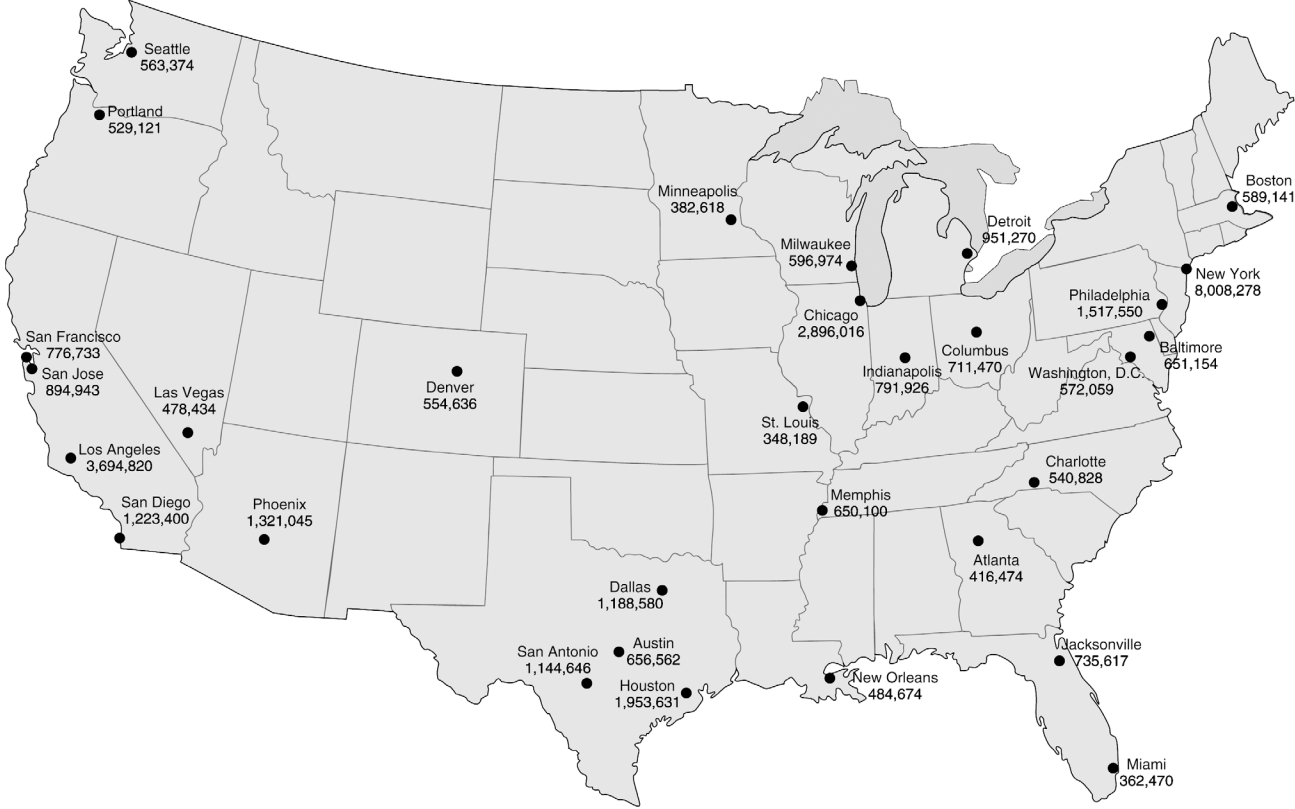 Seattle
563,374
Portland
529,121
Minneapolis
382,618
Boston
589,141
Detroit
951,270
Milwaukee
596,974
New York
8,008,278
Philadelphia
1,517,550
Chicago
2,896,016
San Francisco
776,733
San Jose
894,943
Las Vegas
478,434
Denver
554,636
Columbus
711,470
Baltimore
651,154
Indianapolis
791,926
Washington, D.C.
572,059
St. Louis
348,189
Los Angeles
3,694,820
Charlotte
540,828
San Diego
1,223,400
Phoenix
1,321,045
Memphis
650,100
Atlanta
416,474
Dallas
1,188,580
Austin
656,562
San Antonio
1,144,646
Houston
1,953,631
Jacksonville
735,617
New Orleans
484,674
Miami
362,470